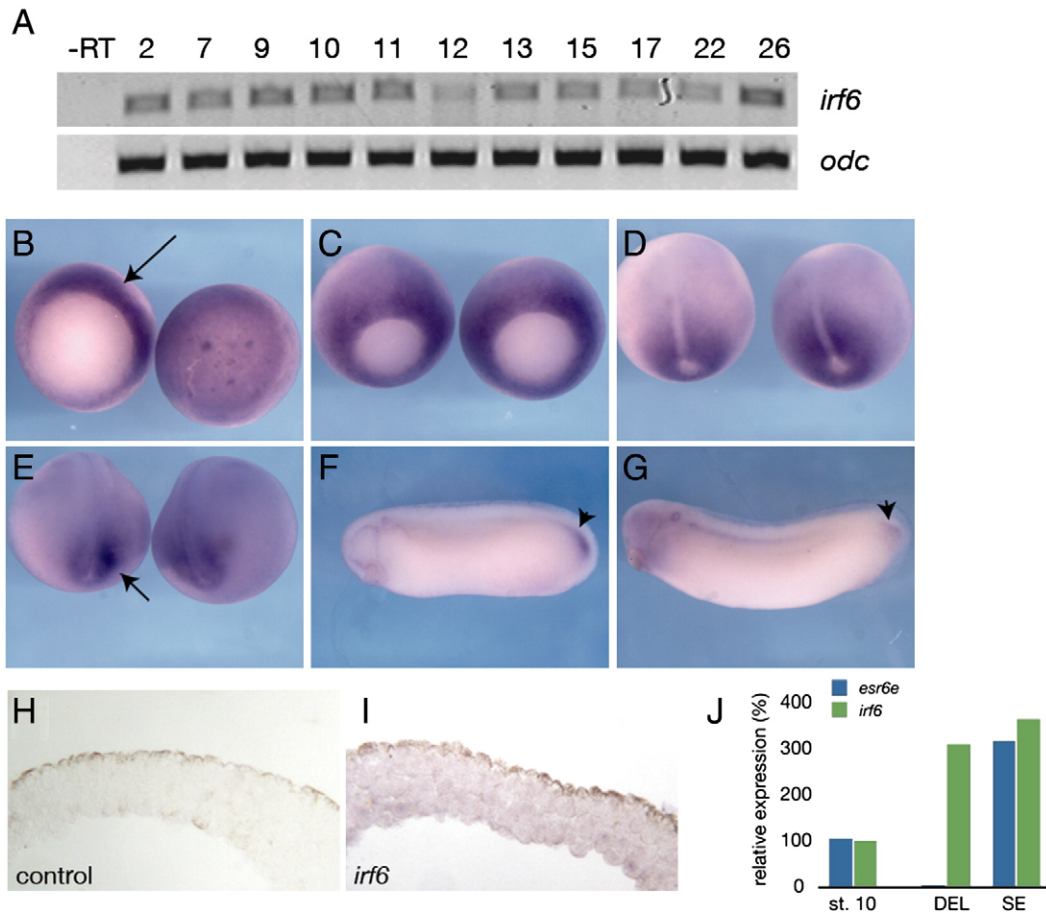 A
-RT 2 7 9 10 11 12 13 15 17 22 26
irf6
odc
B
C
D
E
F
G
H
control
I
irf6
J
esr6e
irf6
relative expression (%)
400
300
200
100
0
st. 10 DEL SE